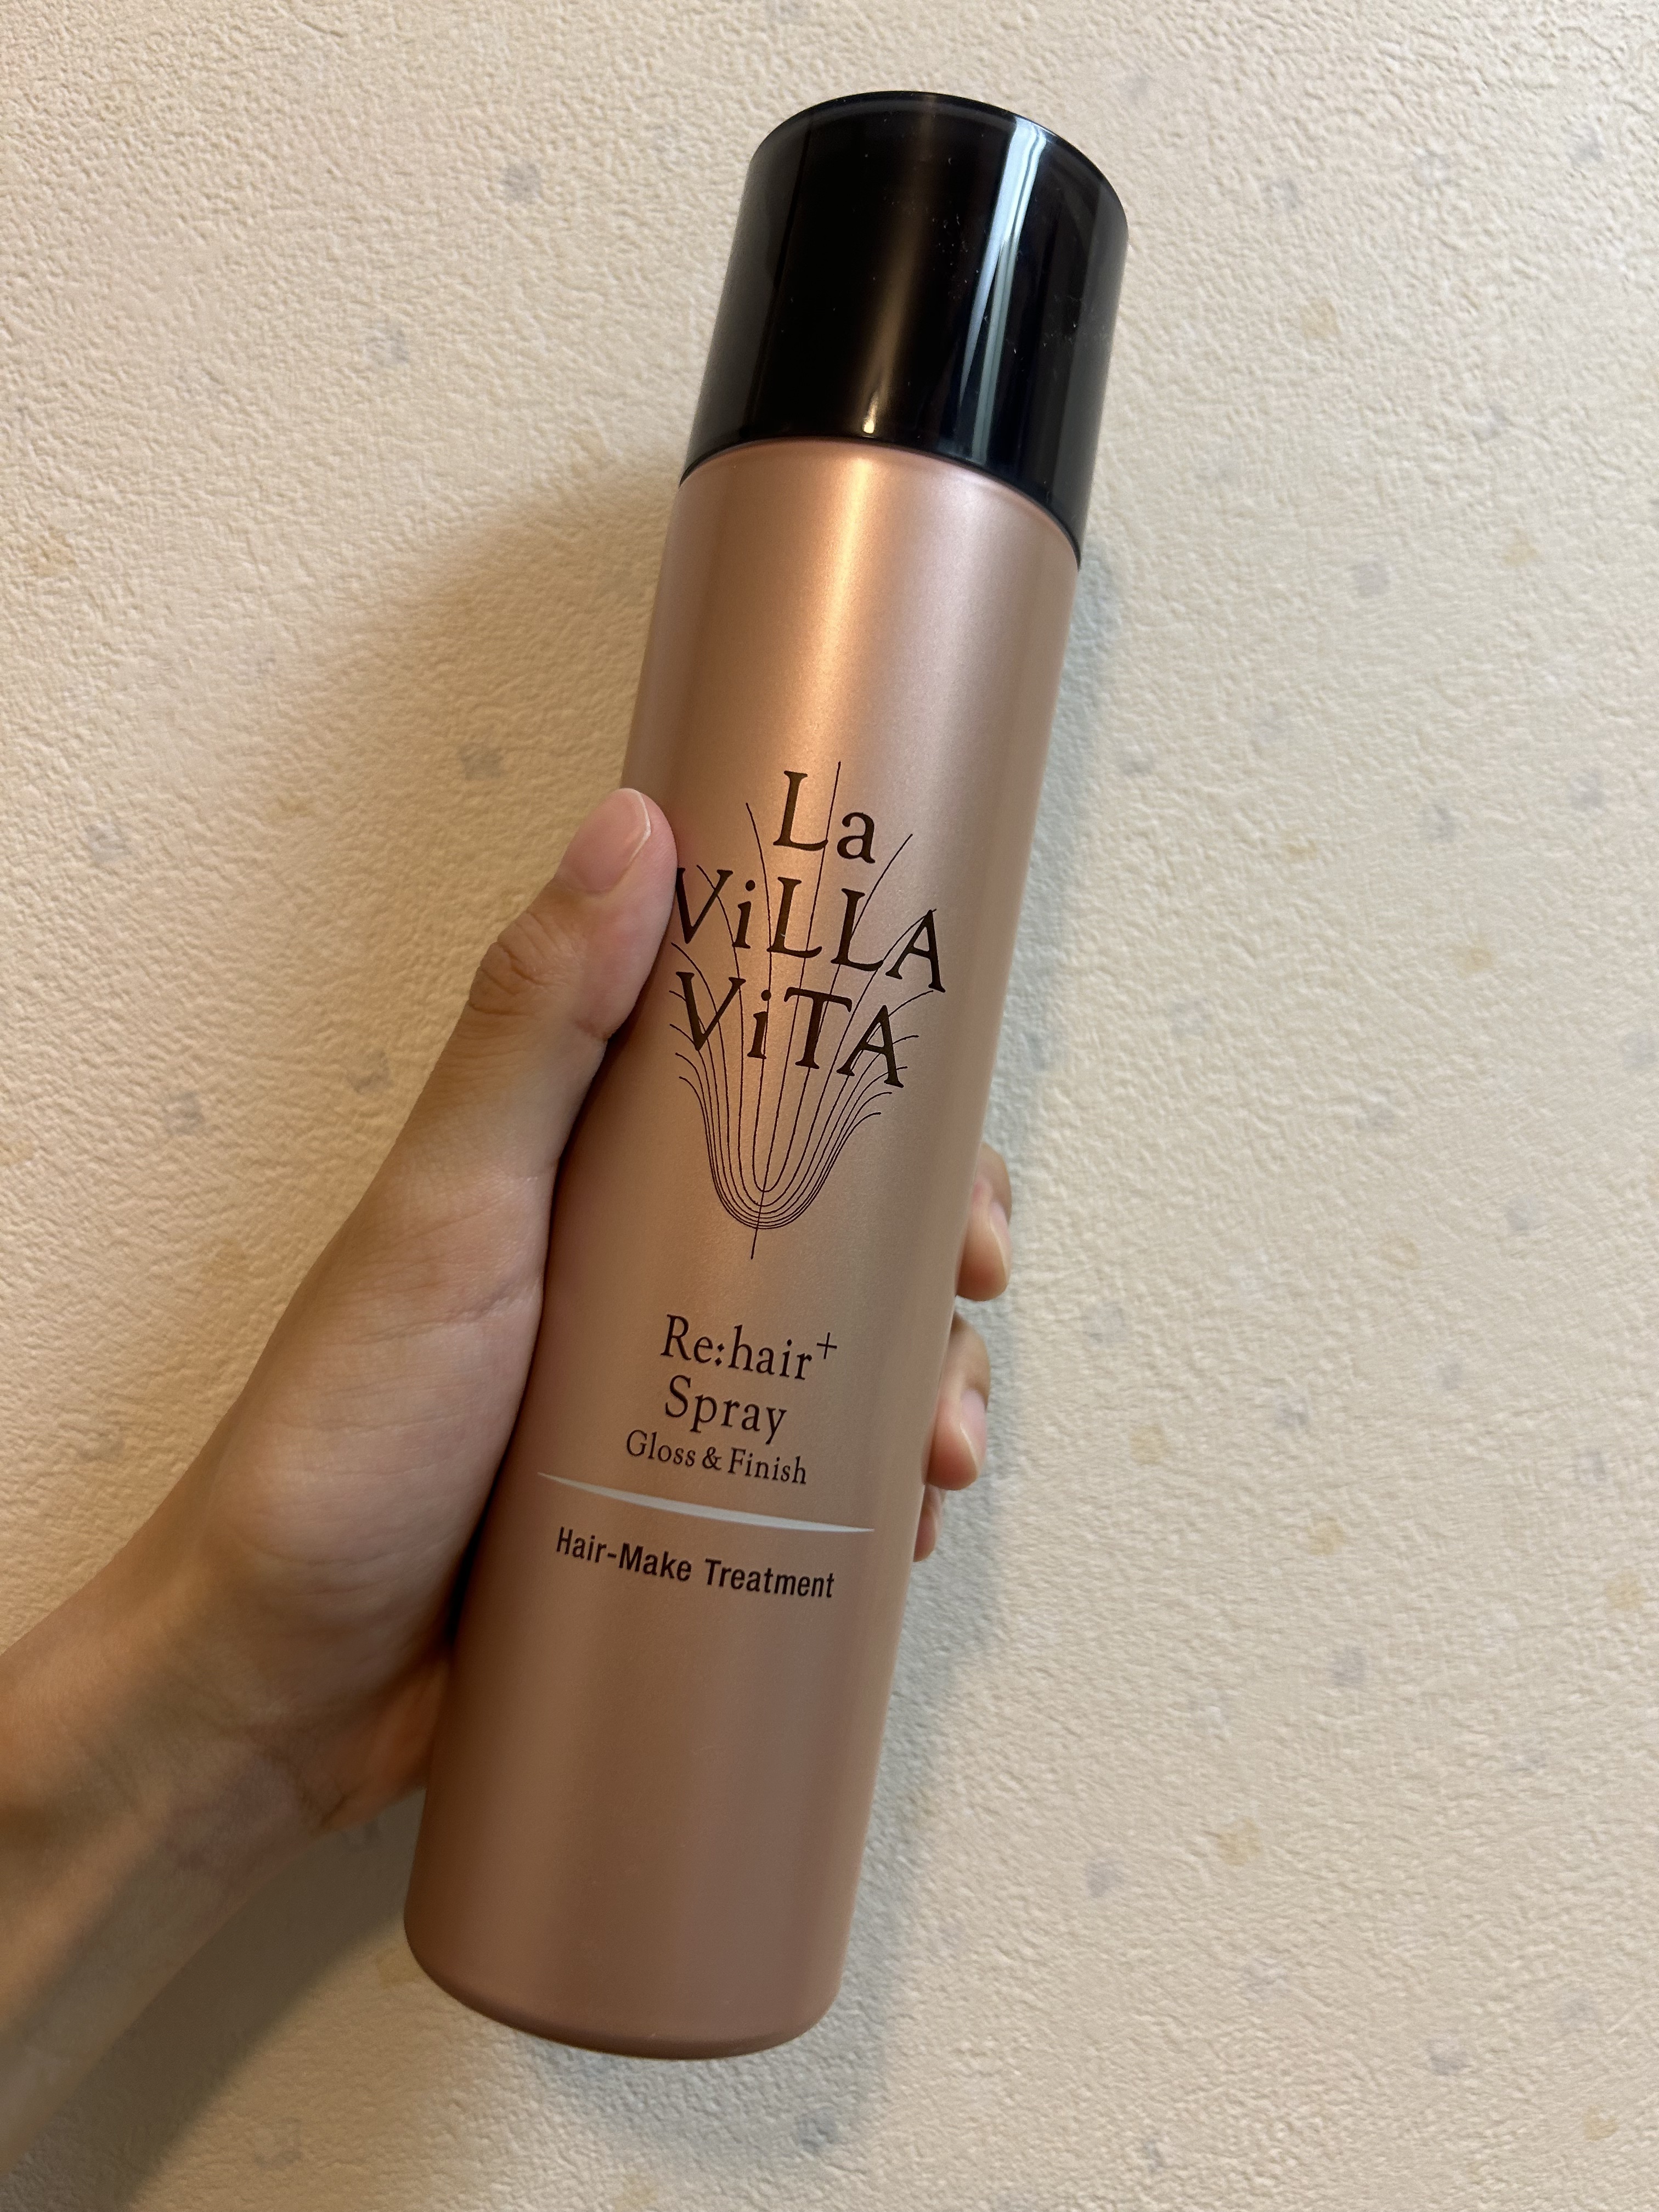 La
ViLLA
ViTA
Re:hair+
Spray
Gloss & Finish
Hair-Make Treatment